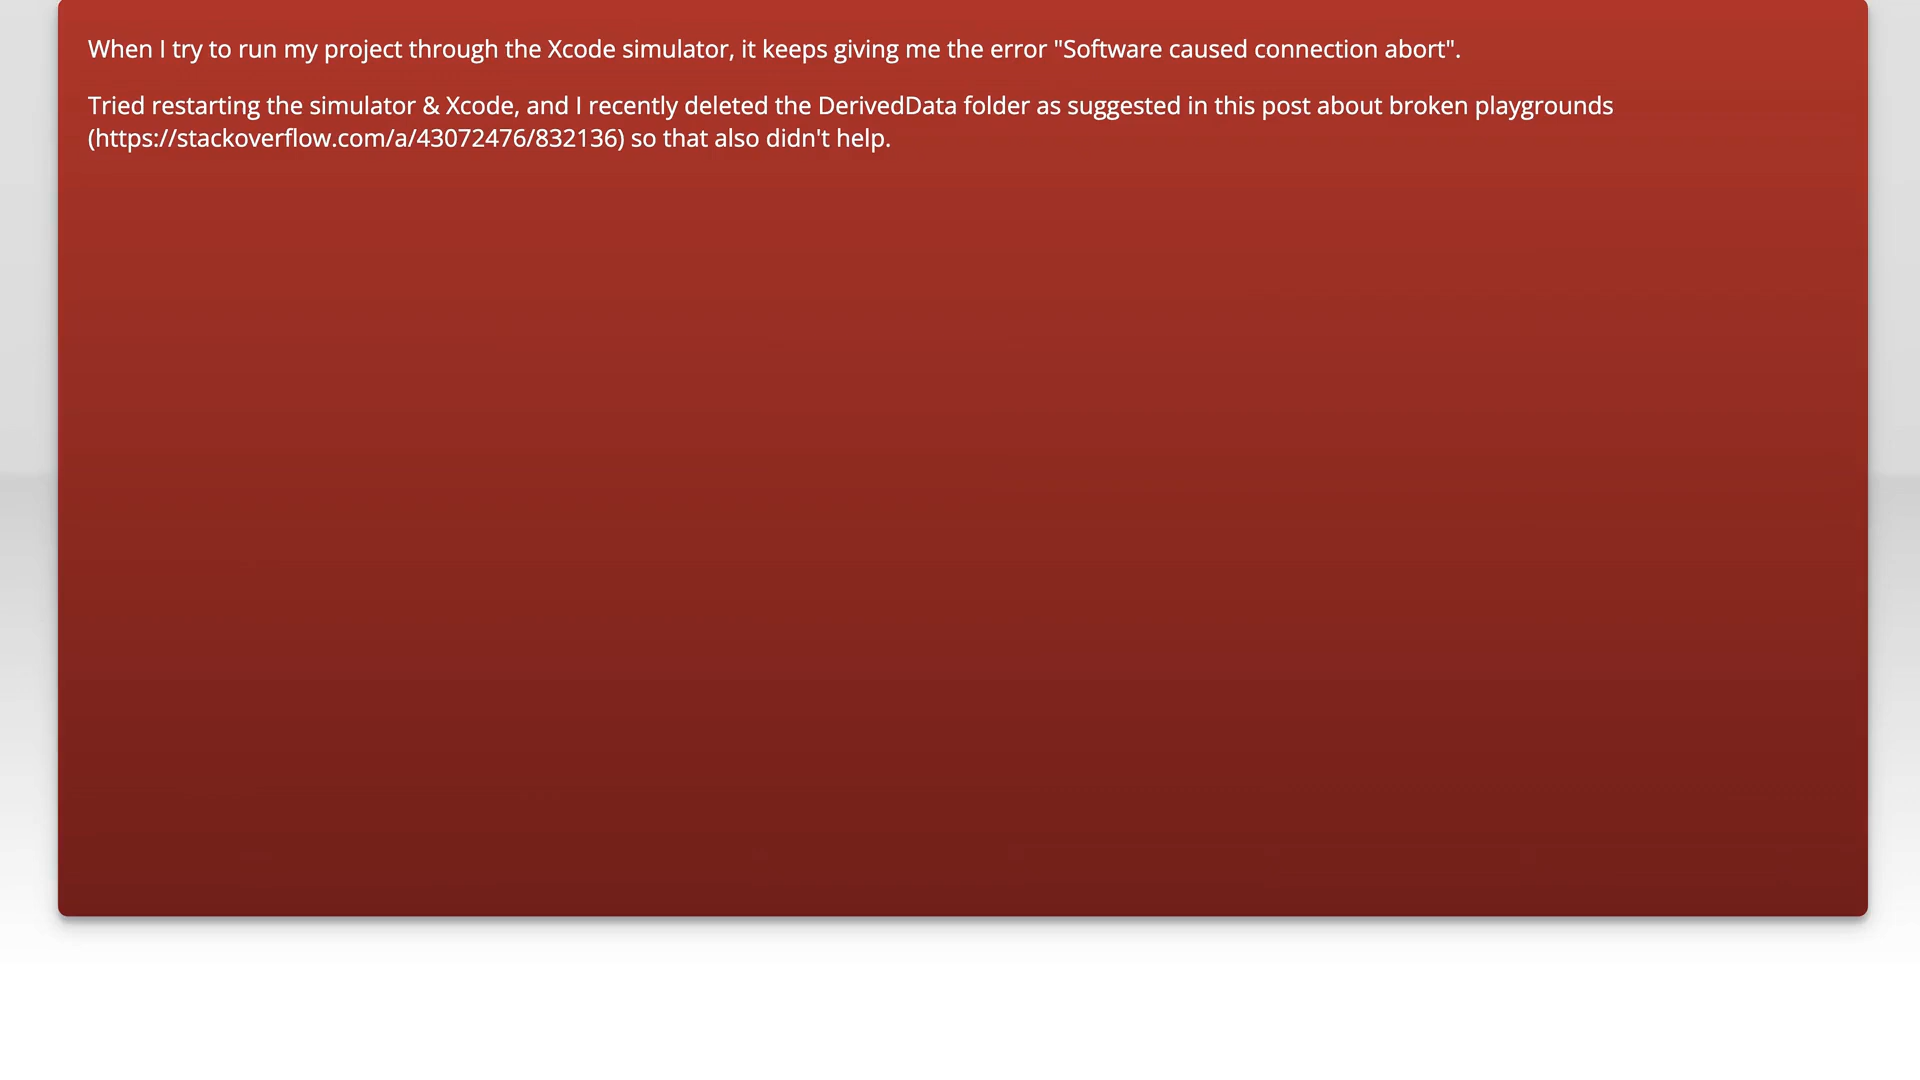 When I try to run my project through the Xcode simulator, it keeps giving me the error "Software caused connection abort".
Tried restarting the simulator & Xcode, and I recently deleted the DerivedData folder as suggested in this post about broken playgrounds
(https://stackoverflow.com/a/43072476/832136) so that also didn't help.